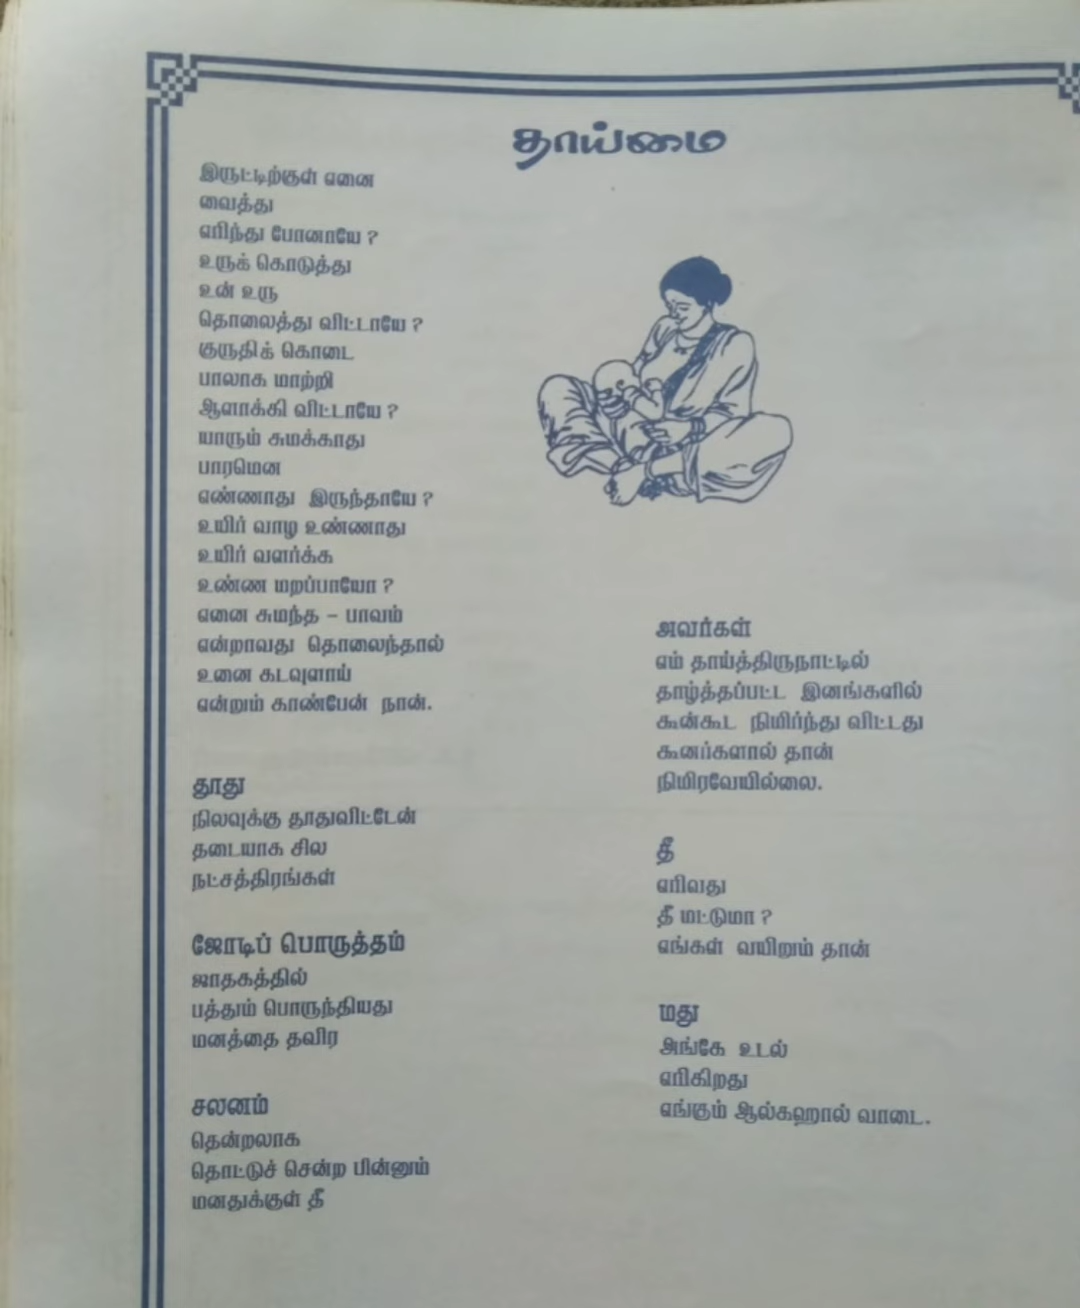 தாய்மை
இருட்டிற்குள் எனை
வைத்து
எரிந்து போனாயே ?
உருக் கொடுத்து
உன் உரு
தொலைத்து விட்டாயே ?
குருதிக் கொடை
பாலாக மாற்றி
ஆளாக்கி விட்டாயே ?
யாரும் சுமக்காது
பாரமென
எண்ணாது இருந்தாயே ?
உயிர் வாழ உண்ணாது
உயிர் வளர்க்க
உண்ண மறப்பாயோ ?
எனை சுமந்த - பாவம்
என்றாவது தொலைந்தால்
உனை கடவுளாய்
என்றும் காண்பேன் நான்.
தூது
நிலவுக்கு தூதுவிட்டேன்
தடையாக சில
நட்சத்திரங்கள்
ஜோடிப் பொருத்தம்
ஜாதகத்தில்
பத்தும் பொருந்தியது
மனத்தை தவிர
சலனம்
தென்றலாக
தொட்டுச் சென்ற பின்னும்
மனதுக்குள் தீ
அவர்கள்
எம் தாய்த்திருநாட்டில்
தாழ்த்தப்பட்ட இனங்களில்
கூன்கூட நிமிர்ந்து விட்டது
கூனர்களால் தான்
நிமிரவேயில்லை.
தீ
எரிவது
தீ மட்டுமா ?
எங்கள் வயிறும் தான்
மது
அங்கே உடல்
எரிகிறது
எங்கும் ஆல்கஹால் வாடை.